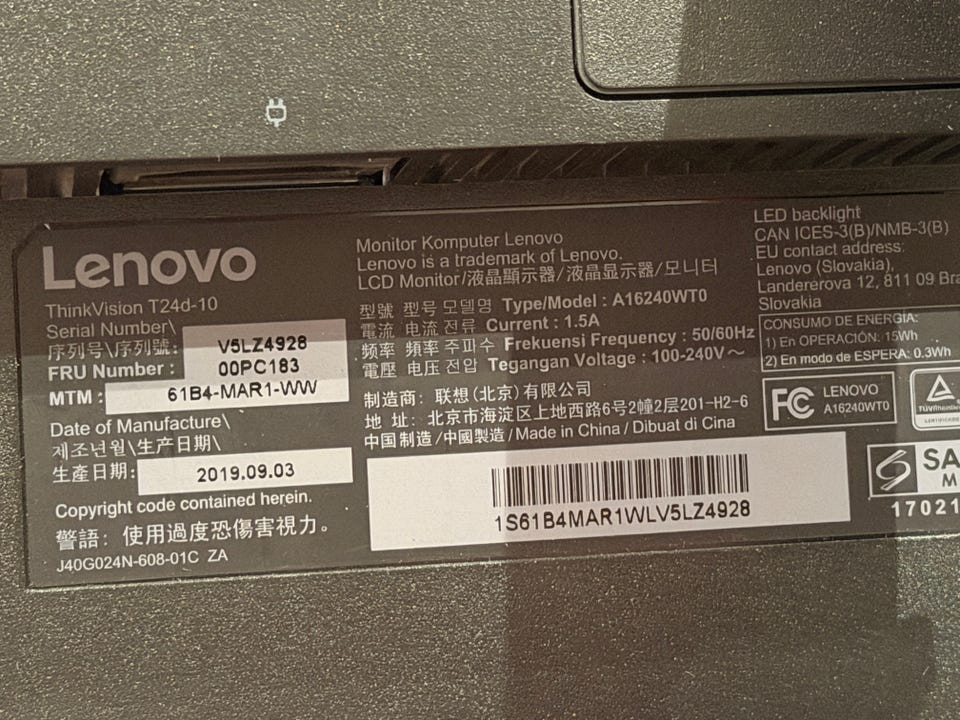 Lenovo
ThinkVision T24d-10
Serial Number\
序列号\序列號: V5LZ4928
FRU Number : 00PC183
MTM : 61B4-MAR1-WW
Date of Manufacture\
제조년월\生产日期\
生產日期: 2019.09.03
Copyright code contained herein.
警語: 使用過度恐傷害視力。
J40G024N-608-01C ZA
Monitor Komputer Lenovo
Lenovo is a trademark of Lenovo.
LCD Monitor/液晶顯示器/液晶显示器/모니터
型號 型号 모델명 Type/Model : A16240WT0
電流 电流 전류 Current : 1.5A
频率 頻率 주파수 Frekuensi Frequency : 50/60Hz
電壓 电压 전압 Tegangan Voltage : 100-240V～
制造商: 联想(北京)有限公司
地 址: 北京市海淀区上地西路6号2幢2层201-H2-6
中国制造/中國製造/Made in China / Dibuat di Cina
1S61B4MAR1WLV5LZ4928
LED backlight
CAN ICES-3(B)/NMB-3(B)
EU contact address:
Lenovo (Slovakia),
Landererova 12, 811 09 Bra
Slovakia
CONSUMO DE ENERGIA:
1) En OPERACIÓN: 15Wh
2) En modo de ESPERA: 0.3Wh
FC LENOVO
A16240WT0
TÜVRheinland
SA
M
17021